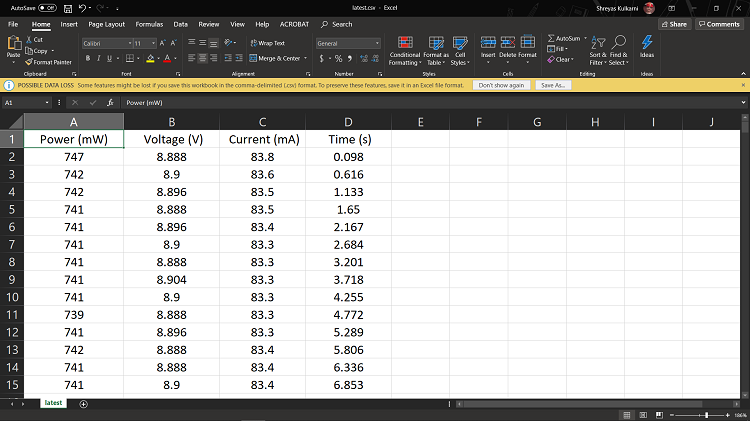 AutoSave Off latest.csv - Excel Shreyas Kulkarni
File Home Insert Page Layout Formulas Data Review View Help ACROBAT Search Share Comments
Paste Cut Copy Format Painter
Calibri 11 A A
B I U A
Wrap Text
Merge & Center
General
$ % 9
Conditional Formatting Format as Table Cell Styles
Insert Delete Format
AutoSum
Fill
Clear
Sort & Filter Find & Select
Ideas
Clipboard Font Alignment Number Styles Cells Editing Ideas
POSSIBLE DATA LOSS Some features might be lost if you save this workbook in the comma-delimited (.csv) format. To preserve these features, save it in an Excel file format. Don't show again Save As...
A1 fx Power (mW)
A B C D E F G H I J
1 Power (mW) Voltage (V) Current (mA) Time (s)
2 747 8.888 83.8 0.098
3 742 8.9 83.6 0.616
4 742 8.896 83.5 1.133
5 741 8.888 83.5 1.65
6 741 8.896 83.4 2.167
7 741 8.9 83.3 2.684
8 741 8.888 83.3 3.201
9 741 8.904 83.3 3.718
10 741 8.9 83.3 4.255
11 739 8.888 83.3 4.772
12 741 8.896 83.3 5.289
13 742 8.888 83.4 5.806
14 741 8.888 83.4 6.336
15 741 8.9 83.4 6.853
latest
186%